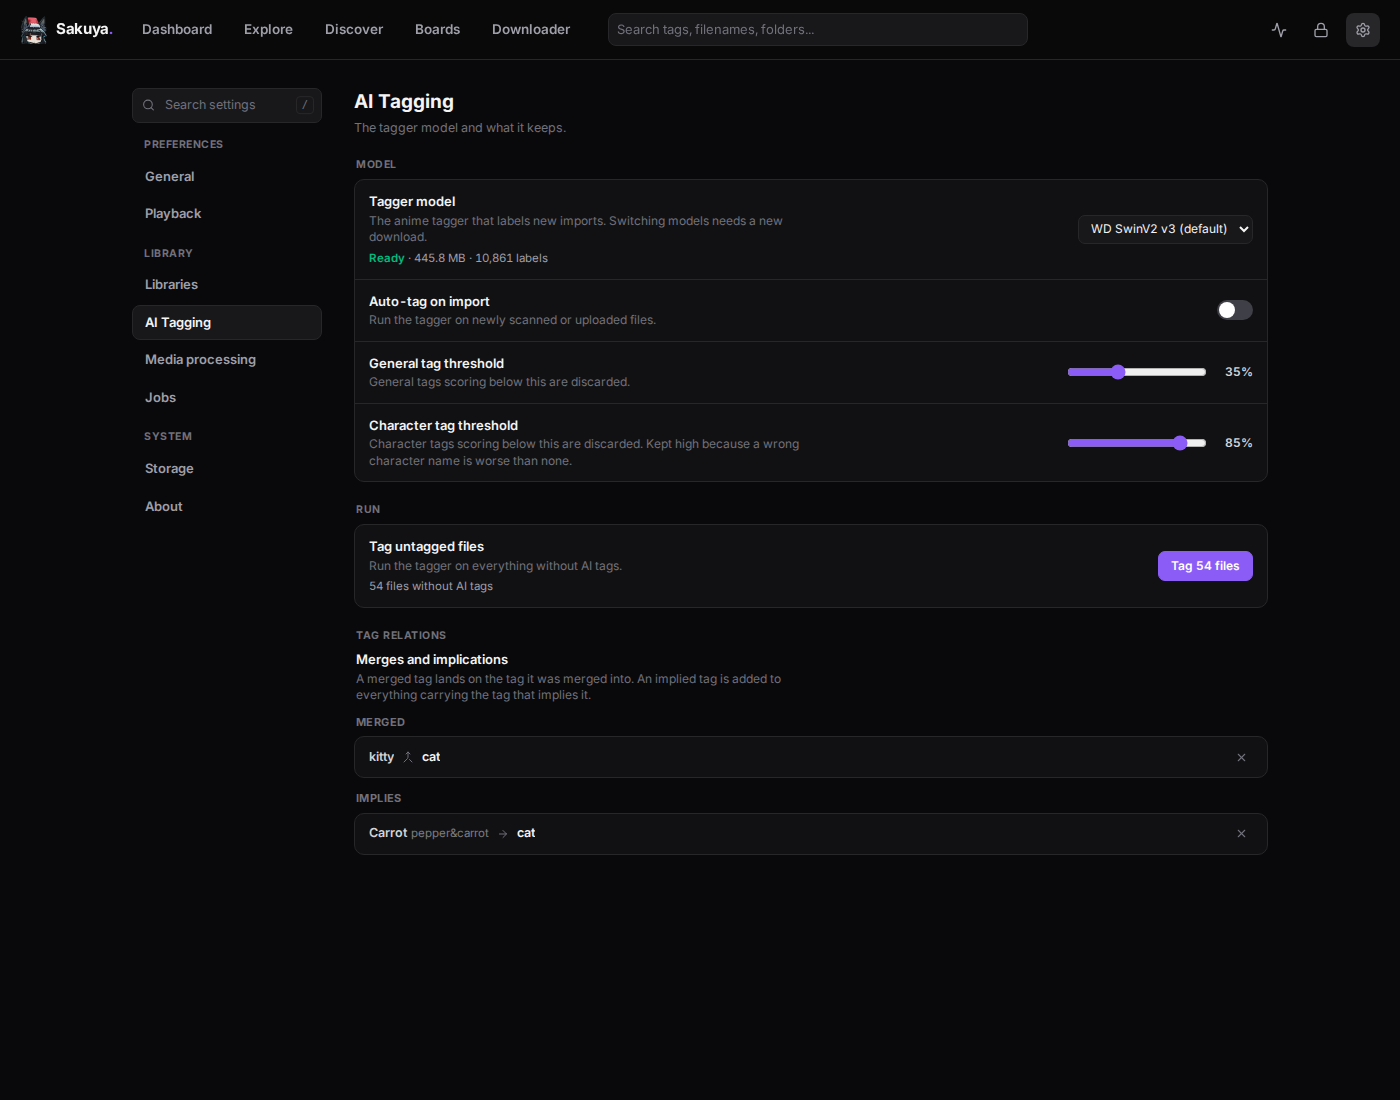 Sakuya.
Dashboard
Explore
Discover
Boards
Downloader
Search tags, filenames, folders...
Search settings
/
PREFERENCES
General
Playback
LIBRARY
Libraries
AI Tagging
Media processing
Jobs
SYSTEM
Storage
About
AI Tagging
The tagger model and what it keeps.
MODEL
Tagger model
The anime tagger that labels new imports. Switching models needs a new
download.
Ready · 445.8 MB · 10,861 labels
WD SwinV2 v3 (default)
Auto-tag on import
Run the tagger on newly scanned or uploaded files.
General tag threshold
General tags scoring below this are discarded.
35%
Character tag threshold
Character tags scoring below this are discarded. Kept high because a wrong
character name is worse than none.
85%
RUN
Tag untagged files
Run the tagger on everything without AI tags.
54 files without AI tags
Tag 54 files
TAG RELATIONS
Merges and implications
A merged tag lands on the tag it was merged into. An implied tag is added to
everything carrying the tag that implies it.
MERGED
kitty cat
IMPLIES
Carrot pepper&carrot → cat